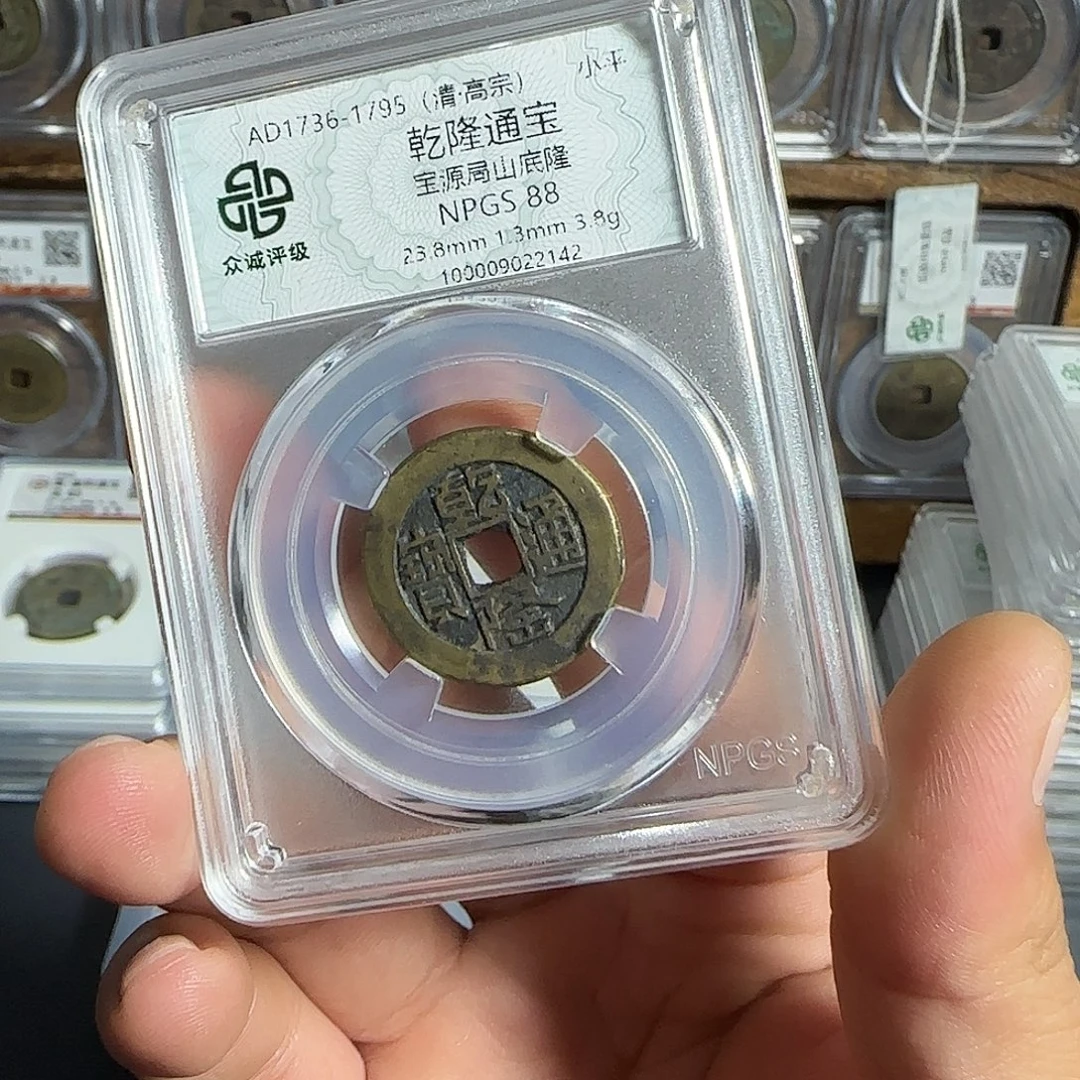 小平
AD1736-1795（清·高宗）
乾隆通宝
宝源局山底隆
NPGS 88
23.8mm 1.3mm 3.8g
100009022142
众诚评级
乾隆通寶
NPGS